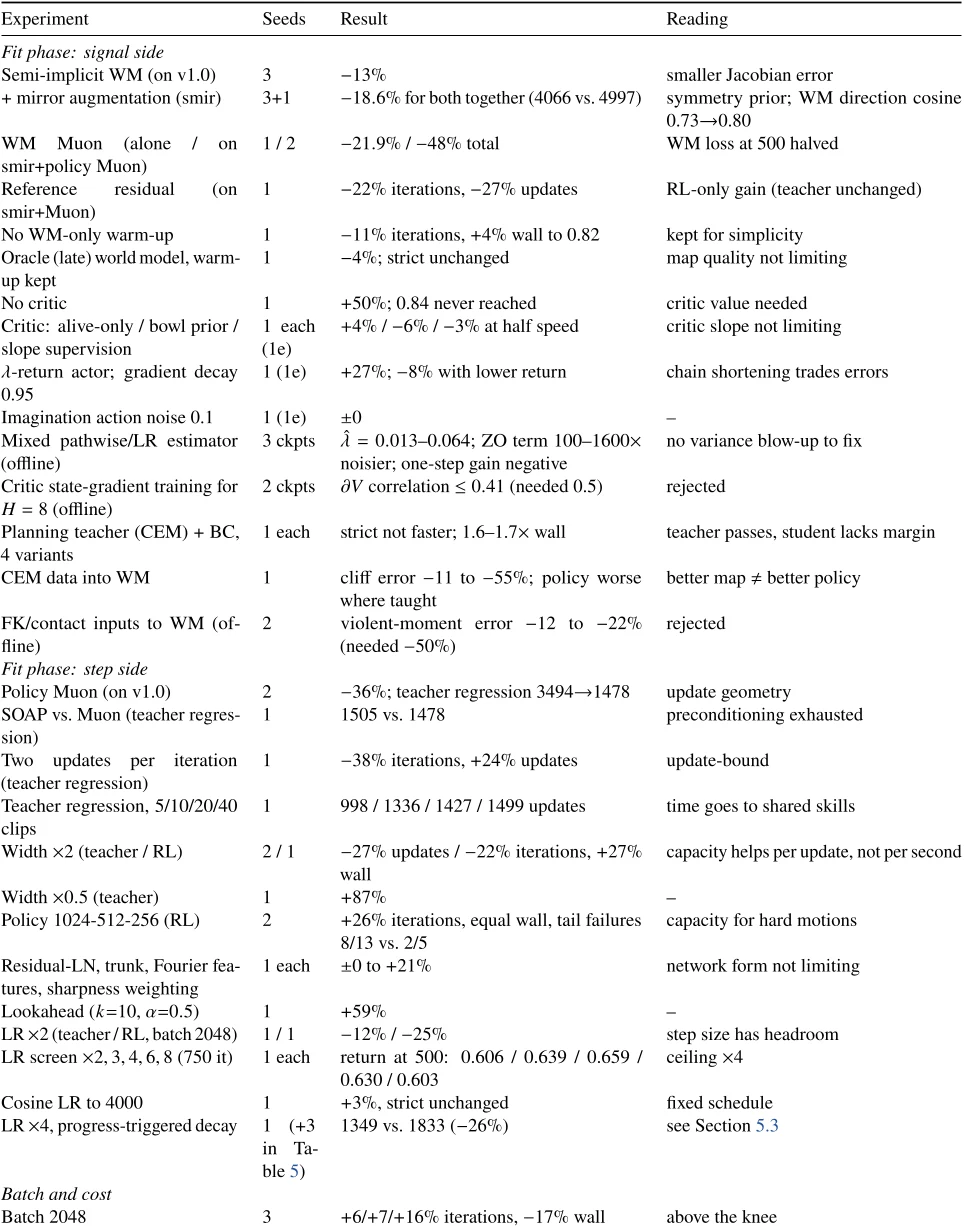 Experiment Seeds Result Reading
Fit phase: signal side
Semi-implicit WM (on v1.0) 3 −13% smaller Jacobian error
+ mirror augmentation (smir) 3+1 −18.6% for both together (4066 vs. 4997) symmetry prior; WM direction cosine
0.73→0.80
WM Muon (alone / on 1 / 2 −21.9% / −48% total WM loss at 500 halved
smir+policy Muon)
Reference residual (on 1 −22% iterations, −27% updates RL-only gain (teacher unchanged)
smir+Muon)
No WM-only warm-up 1 −11% iterations, +4% wall to 0.82 kept for simplicity
Oracle (late) world model, warm- 1 −4%; strict unchanged map quality not limiting
up kept
No critic 1 +50%; 0.84 never reached critic value needed
Critic: alive-only / bowl prior / 1 each +4% / −6% / −3% at half speed critic slope not limiting
slope supervision (1e)
λ-return actor; gradient decay 1 (1e) +27%; −8% with lower return chain shortening trades errors
0.95
Imagination action noise 0.1 1 (1e) ±0 –
Mixed pathwise/LR estimator 3 ckpts λ̂ = 0.013–0.064; ZO term 100–1600× no variance blow-up to fix
(offline) noisier; one-step gain negative
Critic state-gradient training for 2 ckpts ∂V correlation ≤ 0.41 (needed 0.5) rejected
H = 8 (offline)
Planning teacher (CEM) + BC, 1 each strict not faster; 1.6–1.7× wall teacher passes, student lacks margin
4 variants
CEM data into WM 1 cliff error −11 to −55%; policy worse better map ≠ better policy
where taught
FK/contact inputs to WM (of- 2 violent-moment error −12 to −22% rejected
fline) (needed −50%)
Fit phase: step side
Policy Muon (on v1.0) 2 −36%; teacher regression 3494→1478 update geometry
SOAP vs. Muon (teacher regres- 1 1505 vs. 1478 preconditioning exhausted
sion)
Two updates per iteration 1 −38% iterations, +24% updates update-bound
(teacher regression)
Teacher regression, 5/10/20/40 1 998 / 1336 / 1427 / 1499 updates time goes to shared skills
clips
Width ×2 (teacher / RL) 2 / 1 −27% updates / −22% iterations, +27% capacity helps per update, not per second
wall
Width ×0.5 (teacher) 1 +87% –
Policy 1024-512-256 (RL) 2 +26% iterations, equal wall, tail failures capacity for hard motions
8/13 vs. 2/5
Residual-LN, trunk, Fourier fea- 1 each ±0 to +21% network form not limiting
tures, sharpness weighting
Lookahead (k=10, α=0.5) 1 +59% –
LR ×2 (teacher / RL, batch 2048) 1 / 1 −12% / −25% step size has headroom
LR screen ×2, 3, 4, 6, 8 (750 it) 1 each return at 500: 0.606 / 0.639 / 0.659 / ceiling ×4
0.630 / 0.603
Cosine LR to 4000 1 +3%, strict unchanged fixed schedule
LR ×4, progress-triggered decay 1 (+3 1349 vs. 1833 (−26%) see Section 5.3
in Ta-
ble 5)
Batch and cost
Batch 2048 3 +6/+7/+16% iterations, −17% wall above the knee